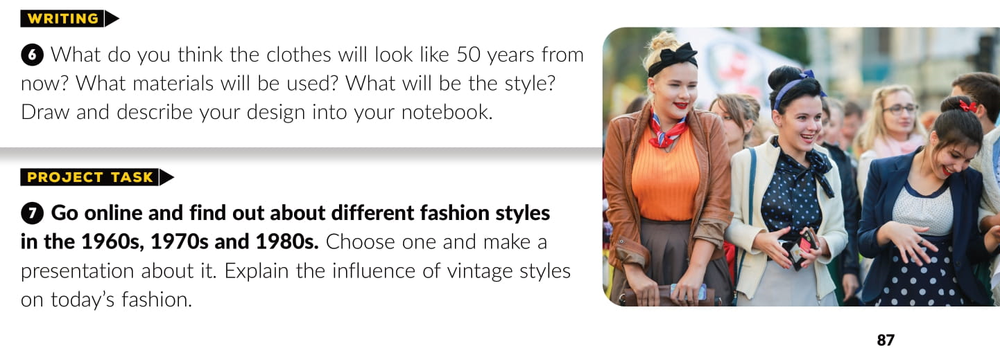 WRITING
6 What do you think the clothes will look like 50 years from
now? What materials will be used? What will be the style?
Draw and describe your design into your notebook.
PROJECT TASK
7 Go online and find out about different fashion styles
in the 1960s, 1970s and 1980s. Choose one and make a
presentation about it. Explain the influence of vintage styles
on today's fashion.
87